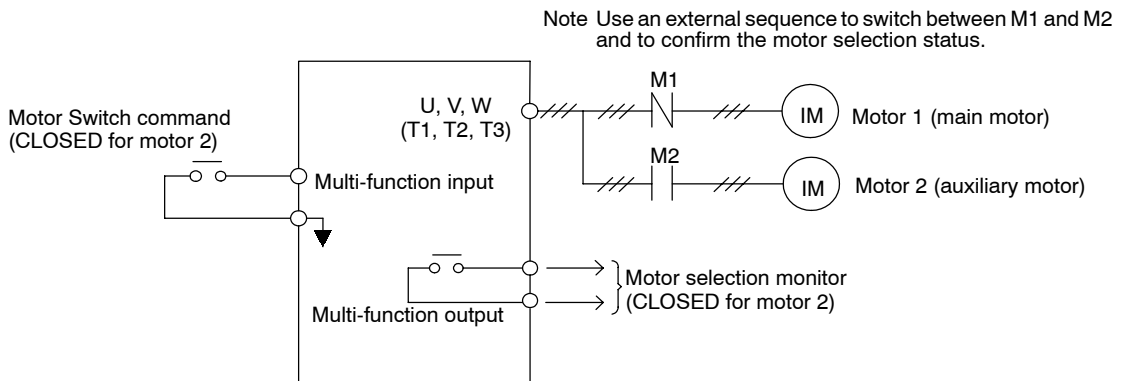 Note Use an external sequence to switch between M1 and M2
and to confirm the motor selection status.
M1
U, V, W
(T1, T2, T3)
IM
Motor 1 (main motor)
Motor Switch command
(CLOSED for motor 2)
M2
Multi-function input
IM
Motor 2 (auxiliary motor)
Motor selection monitor
(CLOSED for motor 2)
Multi-function output